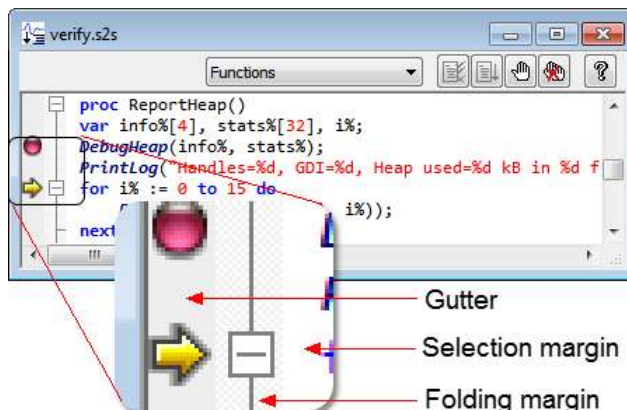 verify.s2s
Functions
proc ReportHeap()
var info%[4], stats%[32], i%;
DebugHeap(info%, stats%);
PrintLog("Handles=%d, GDI=%d, Heap used=%d kB in %d f
for i% := 0 to 15 do
i%));
next
Gutter
Selection margin
Folding margin